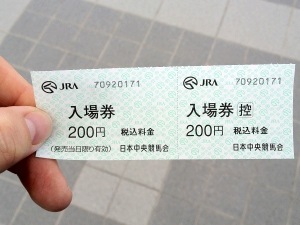 JRA 70920171
入場券
200円 税込料金
(発売当日限り有効) 日本中央競馬会
JRA 70920171
入場券 控
200円 税込料金
日本中央競馬会